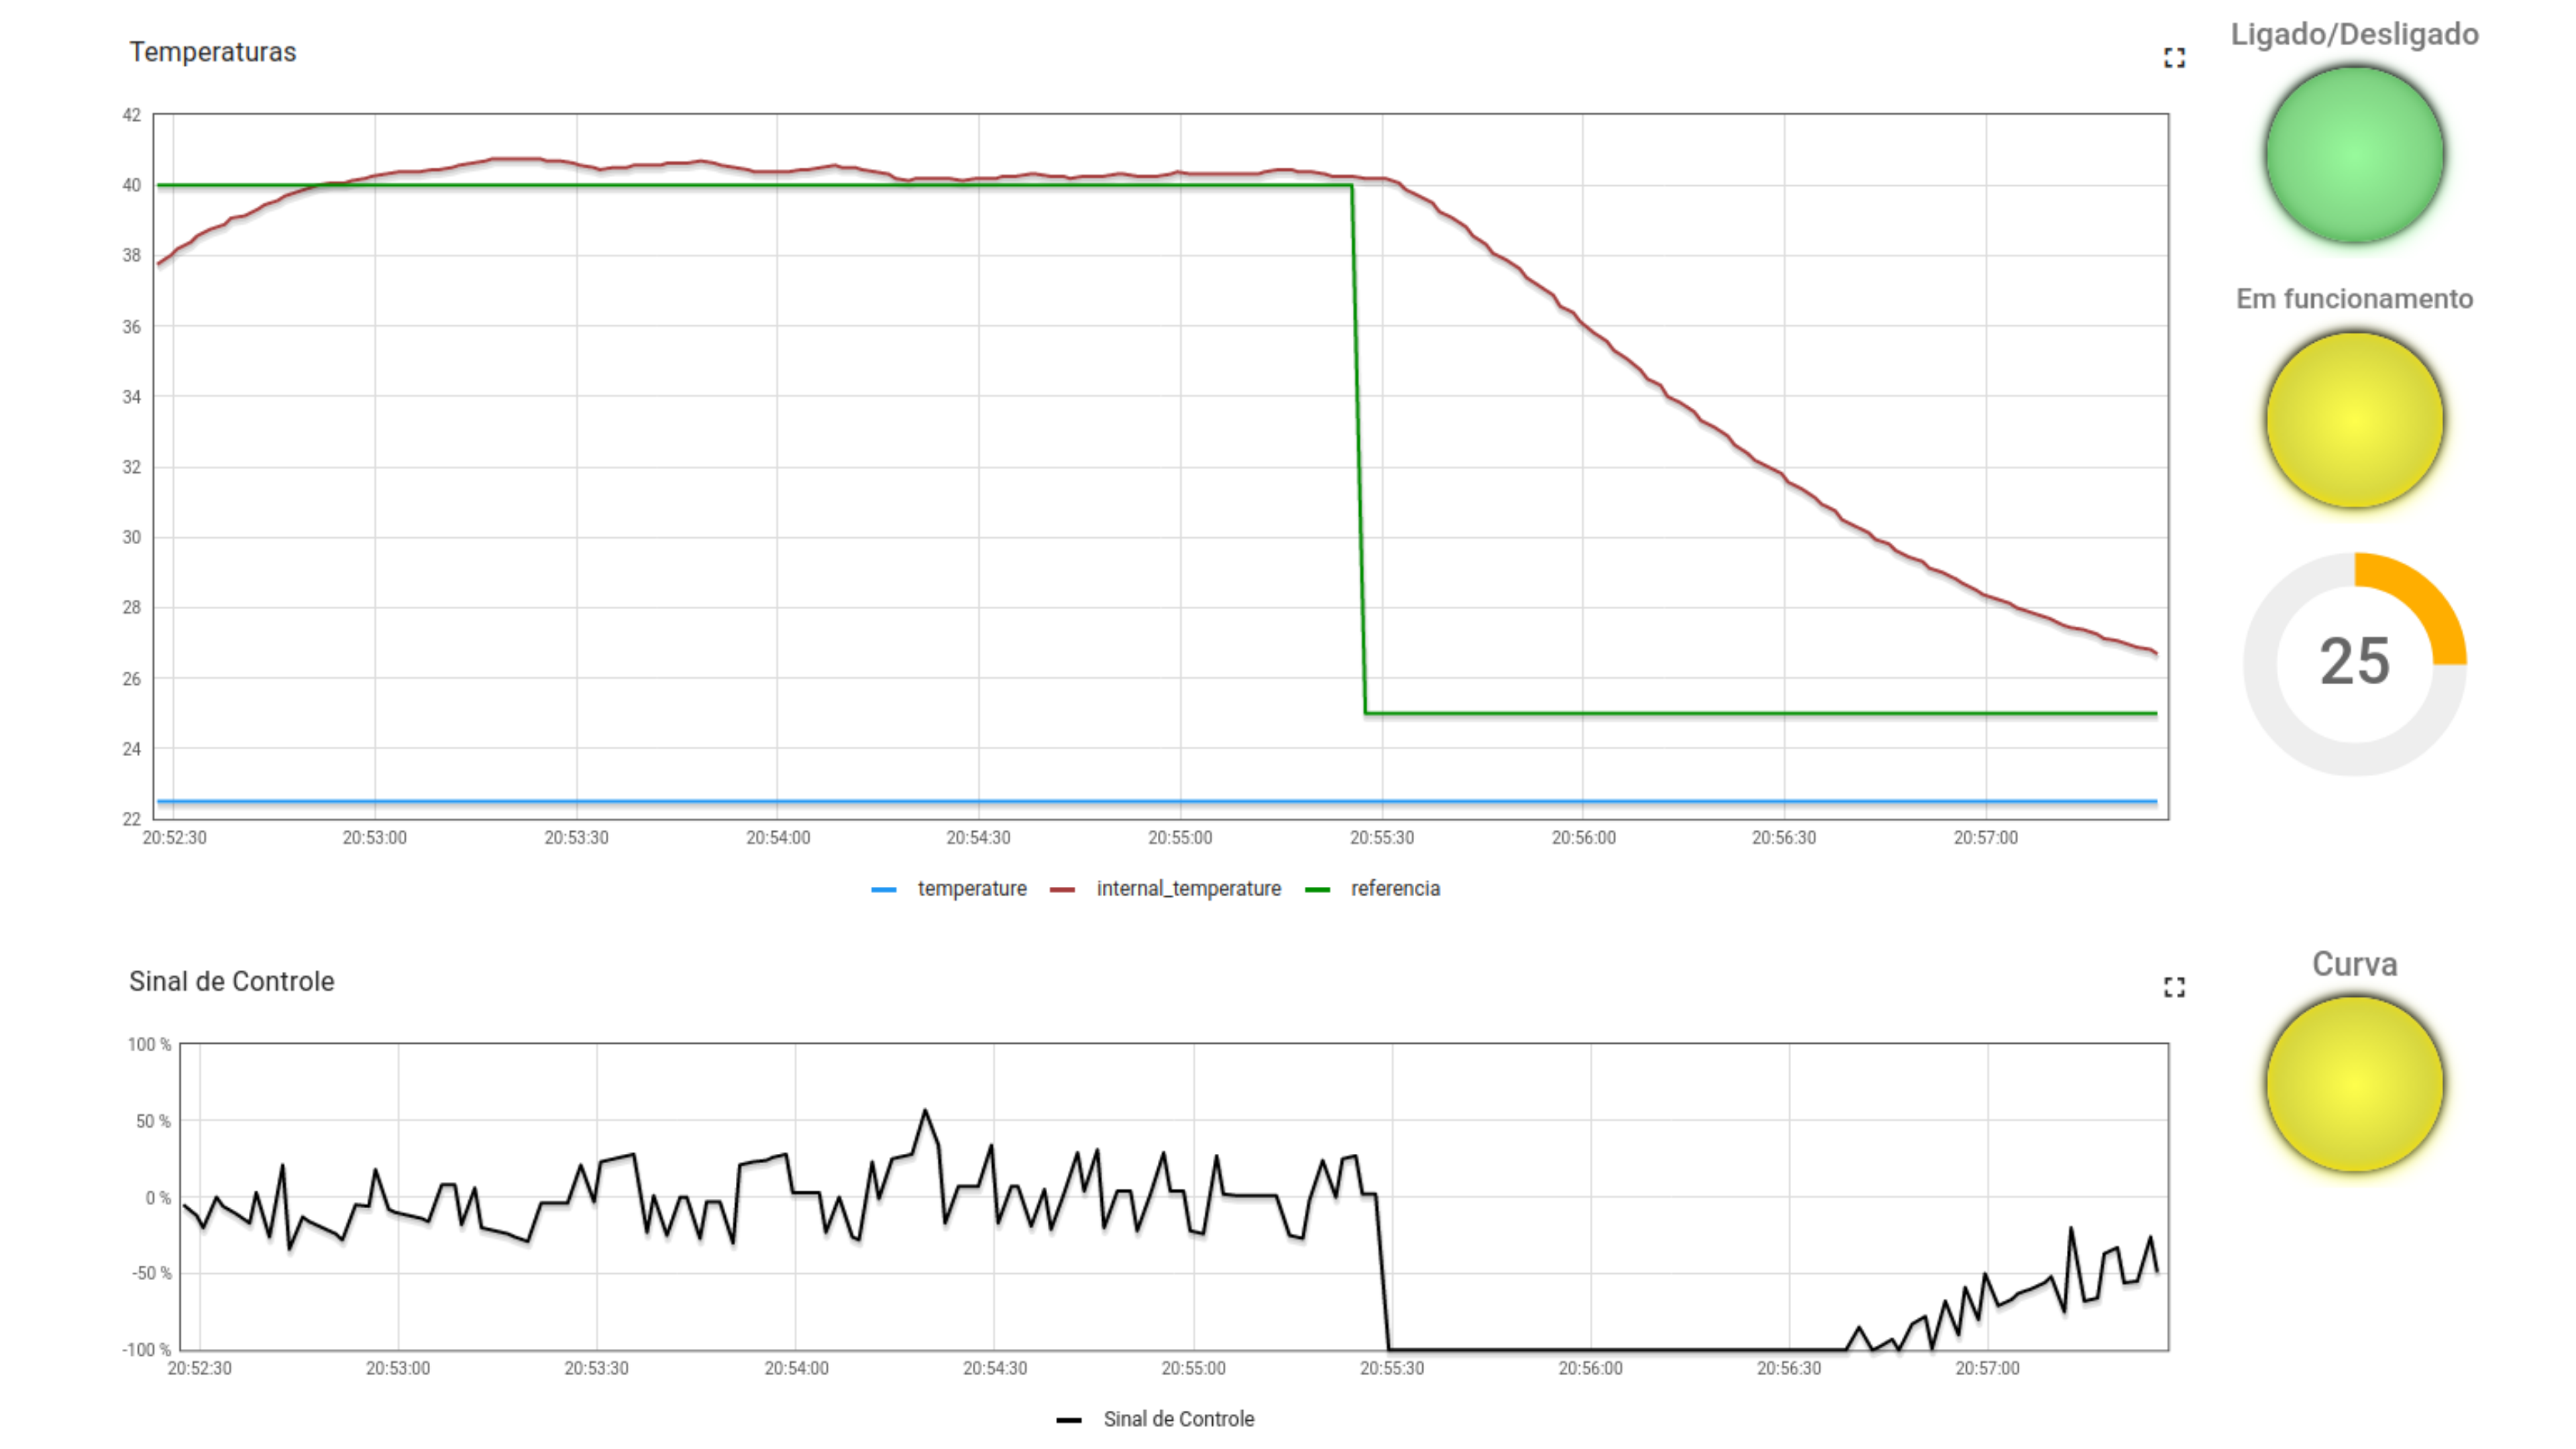 Temperaturas
42
40
38
36
34
32
30
28
26
24
22
20:52:30 20:53:00 20:53:30 20:54:00 20:54:30 20:55:00 20:55:30 20:56:00 20:56:30 20:57:00
temperature internal_temperature referencia
Ligado/Desligado
Em funcionamento
25
Sinal de Controle
100 %
50 %
0 %
-50 %
-100 %
20:52:30 20:53:00 20:53:30 20:54:00 20:54:30 20:55:00 20:55:30 20:56:00 20:56:30 20:57:00
Sinal de Controle
Curva